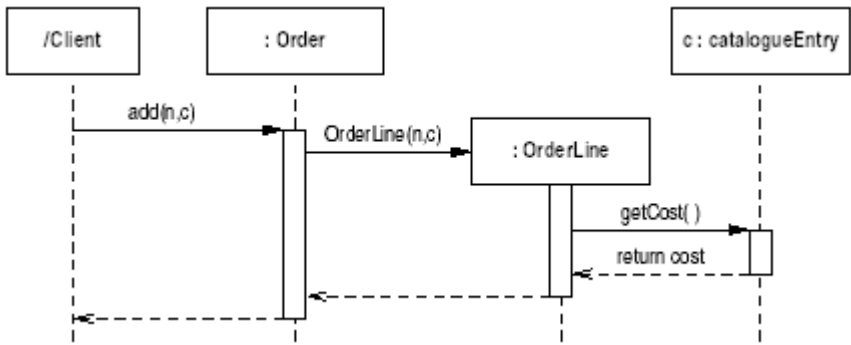 /Client
: Order
c : catalogueEntry
add(n,c)
OrderLine(n,c)
: OrderLine
getCost( )
return cost